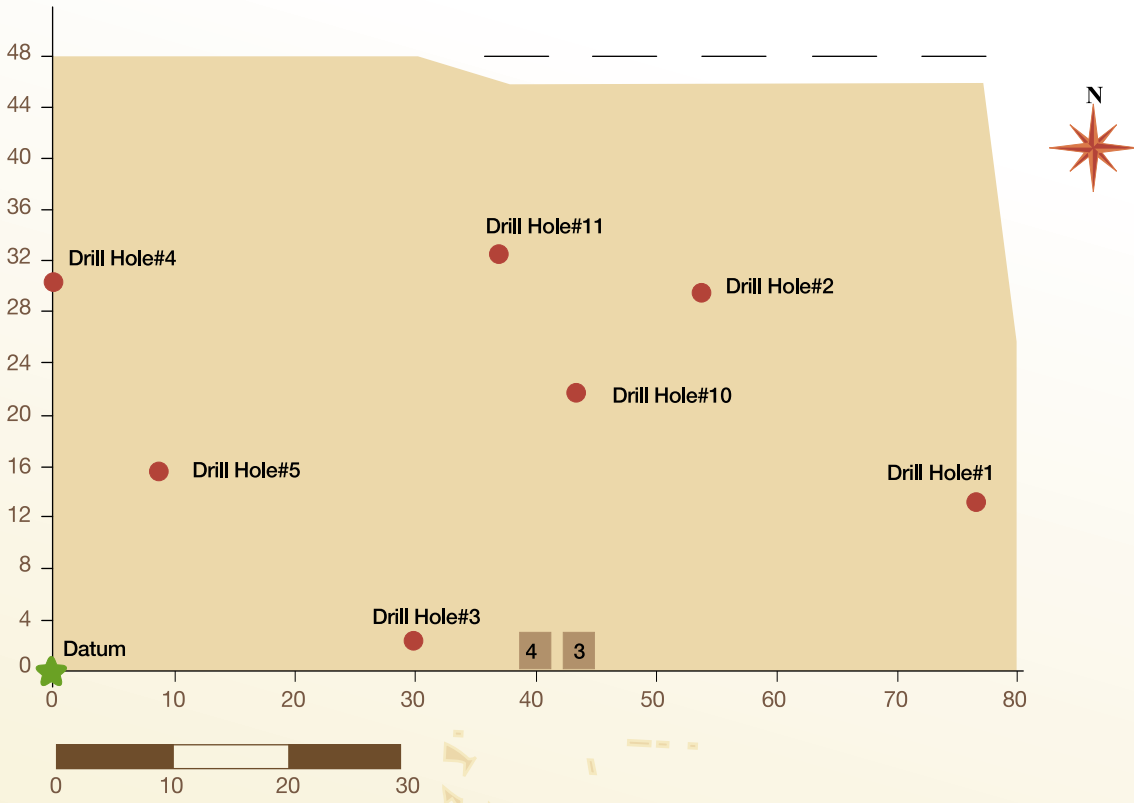 48
N
44
40
36
Drill Hole#11
32
Drill Hole#4
Drill Hole#2
28
24
Drill Hole#10
20
16
Drill Hole#5
Drill Hole#1
12
8
4
Drill Hole#3
Datum
4 3
0
0 10 20 30 40 50 60 70 80
0 10 20 30